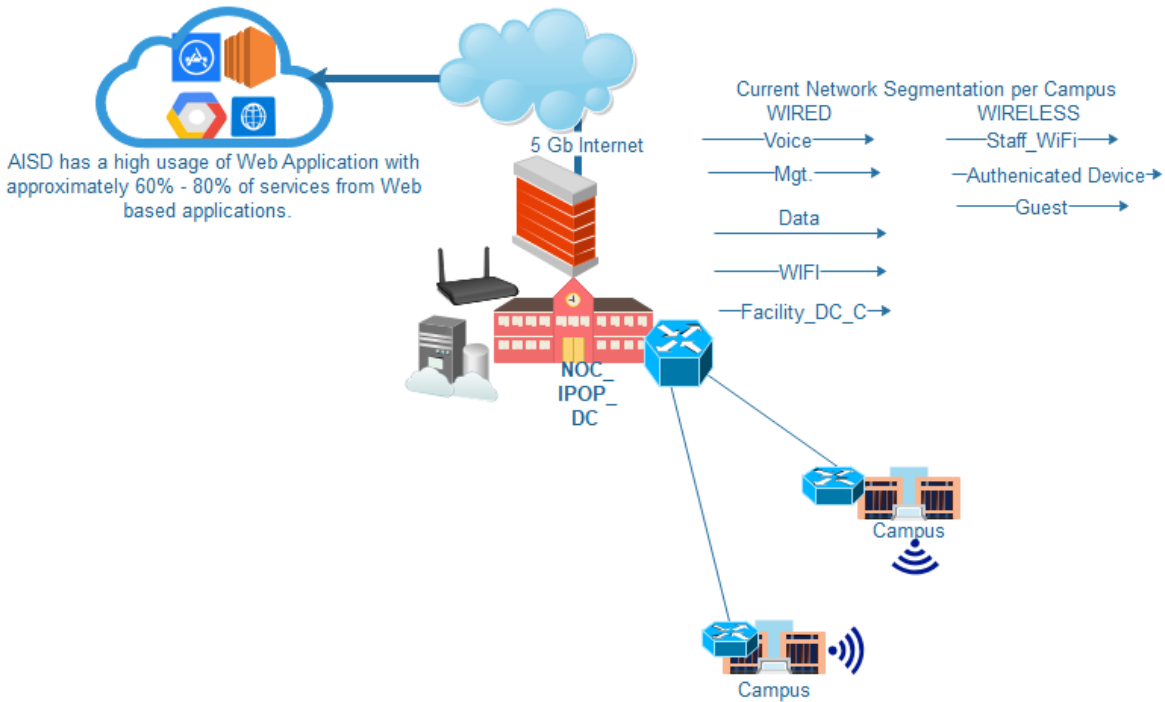 Current Network Segmentation per Campus
WIRED
WIRELESS
5 Gb Internet
Voice
Staff_WiFi
AISD has a high usage of Web Application with
approximately 60% - 80% of services from Web
based applications.
Mgt.
Authenicated Device
Data
Guest
WIFI
Facility_DC_C
NOC_
IPOP_
DC
Campus
Campus